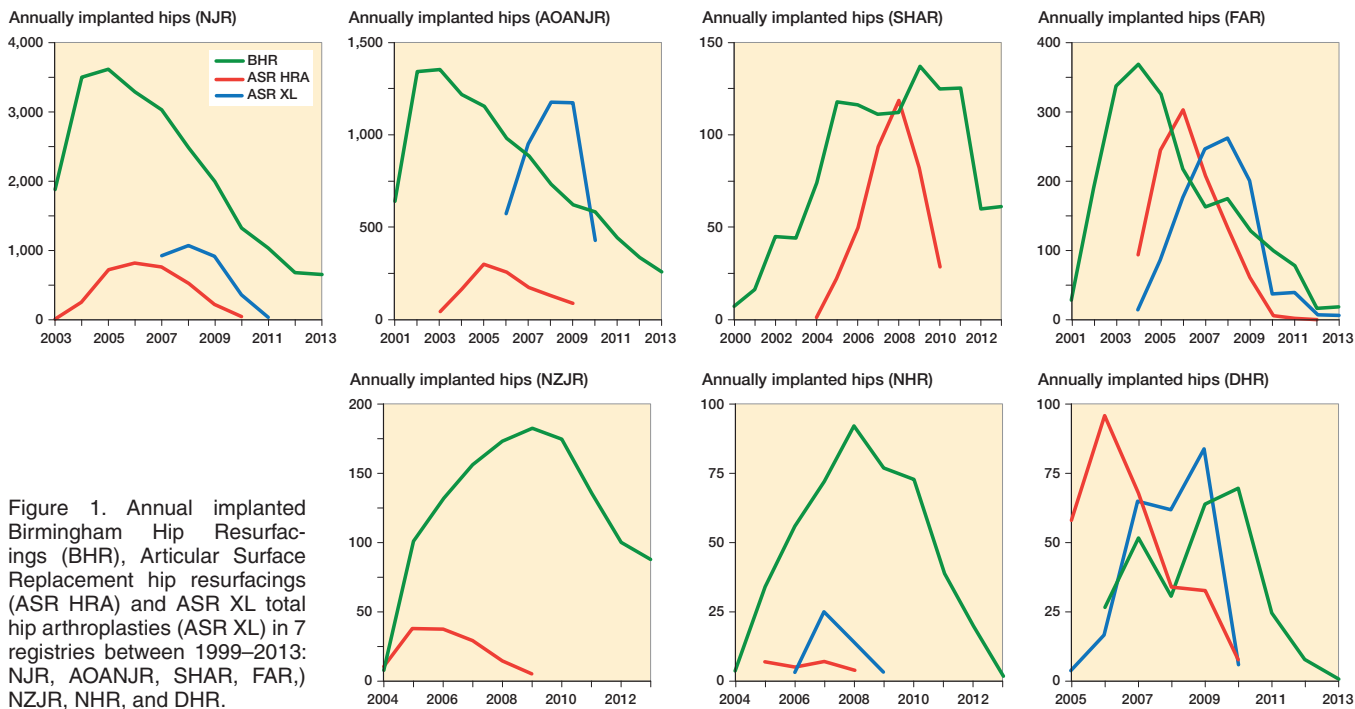 Annually implanted hips (NJR)
4,000
3,000
2,000
1,000
0
2003 2005 2007 2009 2011 2013
BHR
ASR HRA
ASR XL
Annually implanted hips (AOANJR)
1,500
1,000
500
0
2001 2003 2005 2007 2009 2011 2013
Annually implanted hips (SHAR)
150
100
50
0
2000 2002 2004 2006 2008 2010 2012
Annually implanted hips (FAR)
400
300
200
100
0
2001 2003 2005 2007 2009 2011 2013
Figure 1. Annual implanted
Birmingham Hip Resurfac-
ings (BHR), Articular Surface
Replacement hip resurfacings
(ASR HRA) and ASR XL total
hip arthroplasties (ASR XL) in 7
registries between 1999–2013:
NJR, AOANJR, SHAR, FAR,)
NZJR, NHR, and DHR.
Annually implanted hips (NZJR)
200
150
100
50
0
2004 2006 2008 2010 2012
Annually implanted hips (NHR)
100
75
50
25
0
2004 2006 2008 2010 2012
Annually implanted hips (DHR)
100
75
50
25
0
2005 2007 2009 2011 2013